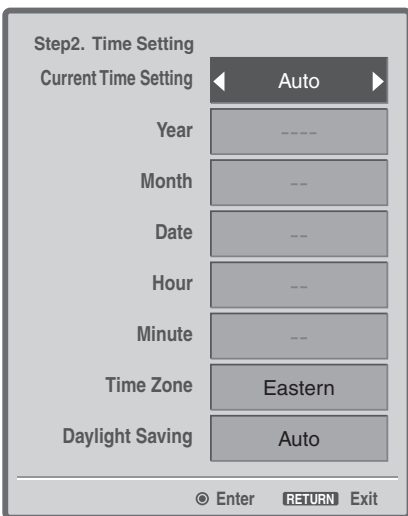 Step2. Time Setting
Current Time Setting Auto
Year ----
Month --
Date --
Hour --
Minute --
Time Zone Eastern
Daylight Saving Auto
Enter RETURN Exit